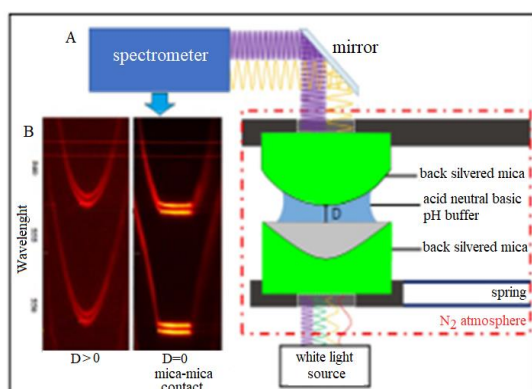 A
spectrometer
mirror
B
back silvered mica
acid neutral basic
pH buffer
D
back silvered mica
Wavelenght
spring
N2 atmosphere
D>0
D=0
mica-mica
contact
white light
source